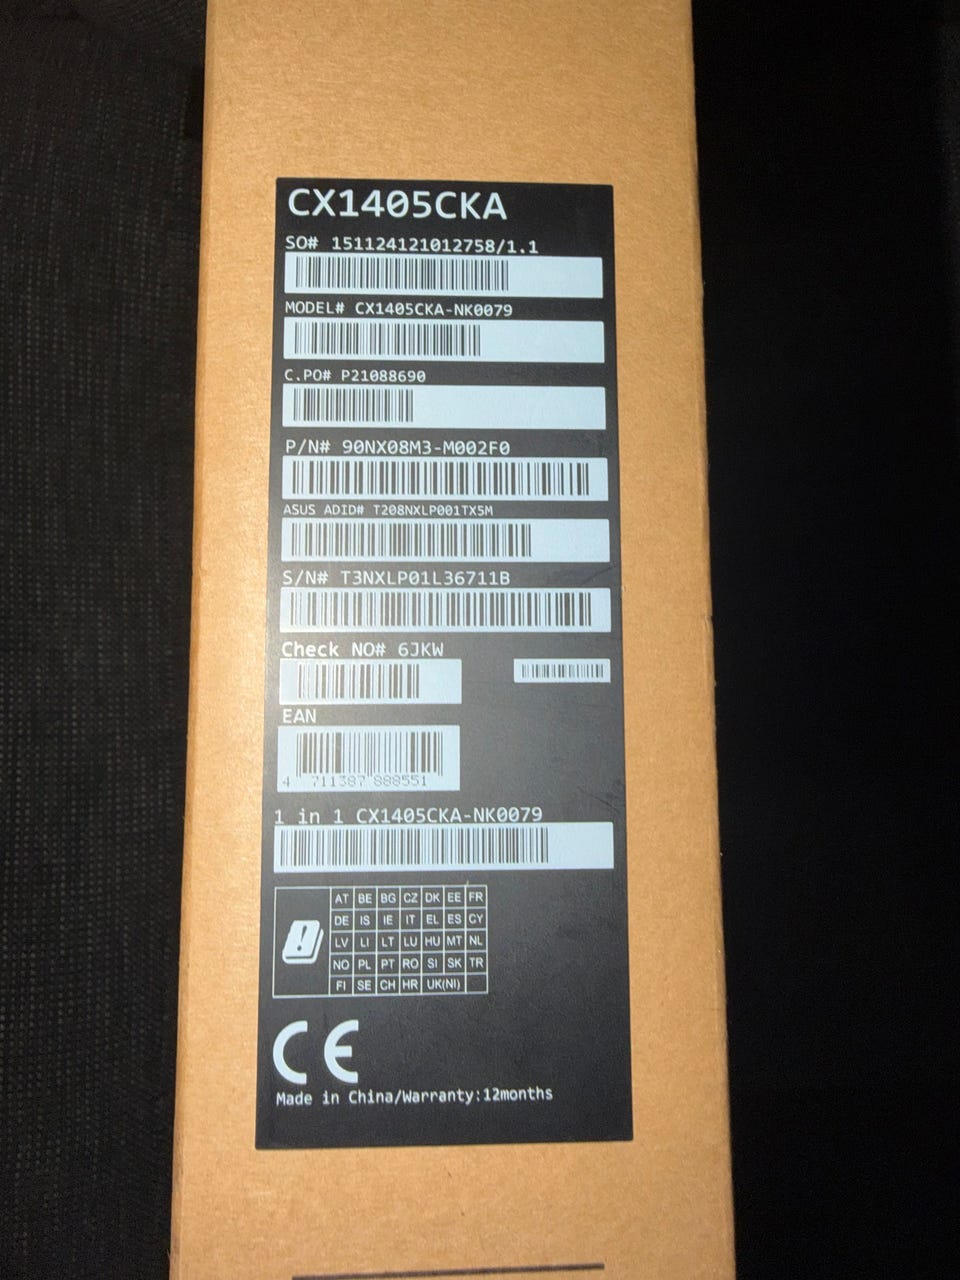 CX1405CKA
SO# 151124121012758/1.1
MODEL# CX1405CKA-NK0079
C.PO# P21088690
P/N# 90NX08M3-M002F0
ASUS ADID# T208NXLP001TX5M
S/N# T3NXLP01L36711B
Check NO# 6JKW
EAN
4 711387 888551
1 in 1 CX1405CKA-NK0079
AT BE BG CZ DK EE FR
DE IS IE IT EL ES CY
LV LI LT LU HU MT NL
NO PL PT RO SI SK TR
FI SE CH HR UK(NI)
CE
Made in China/Warranty:12months